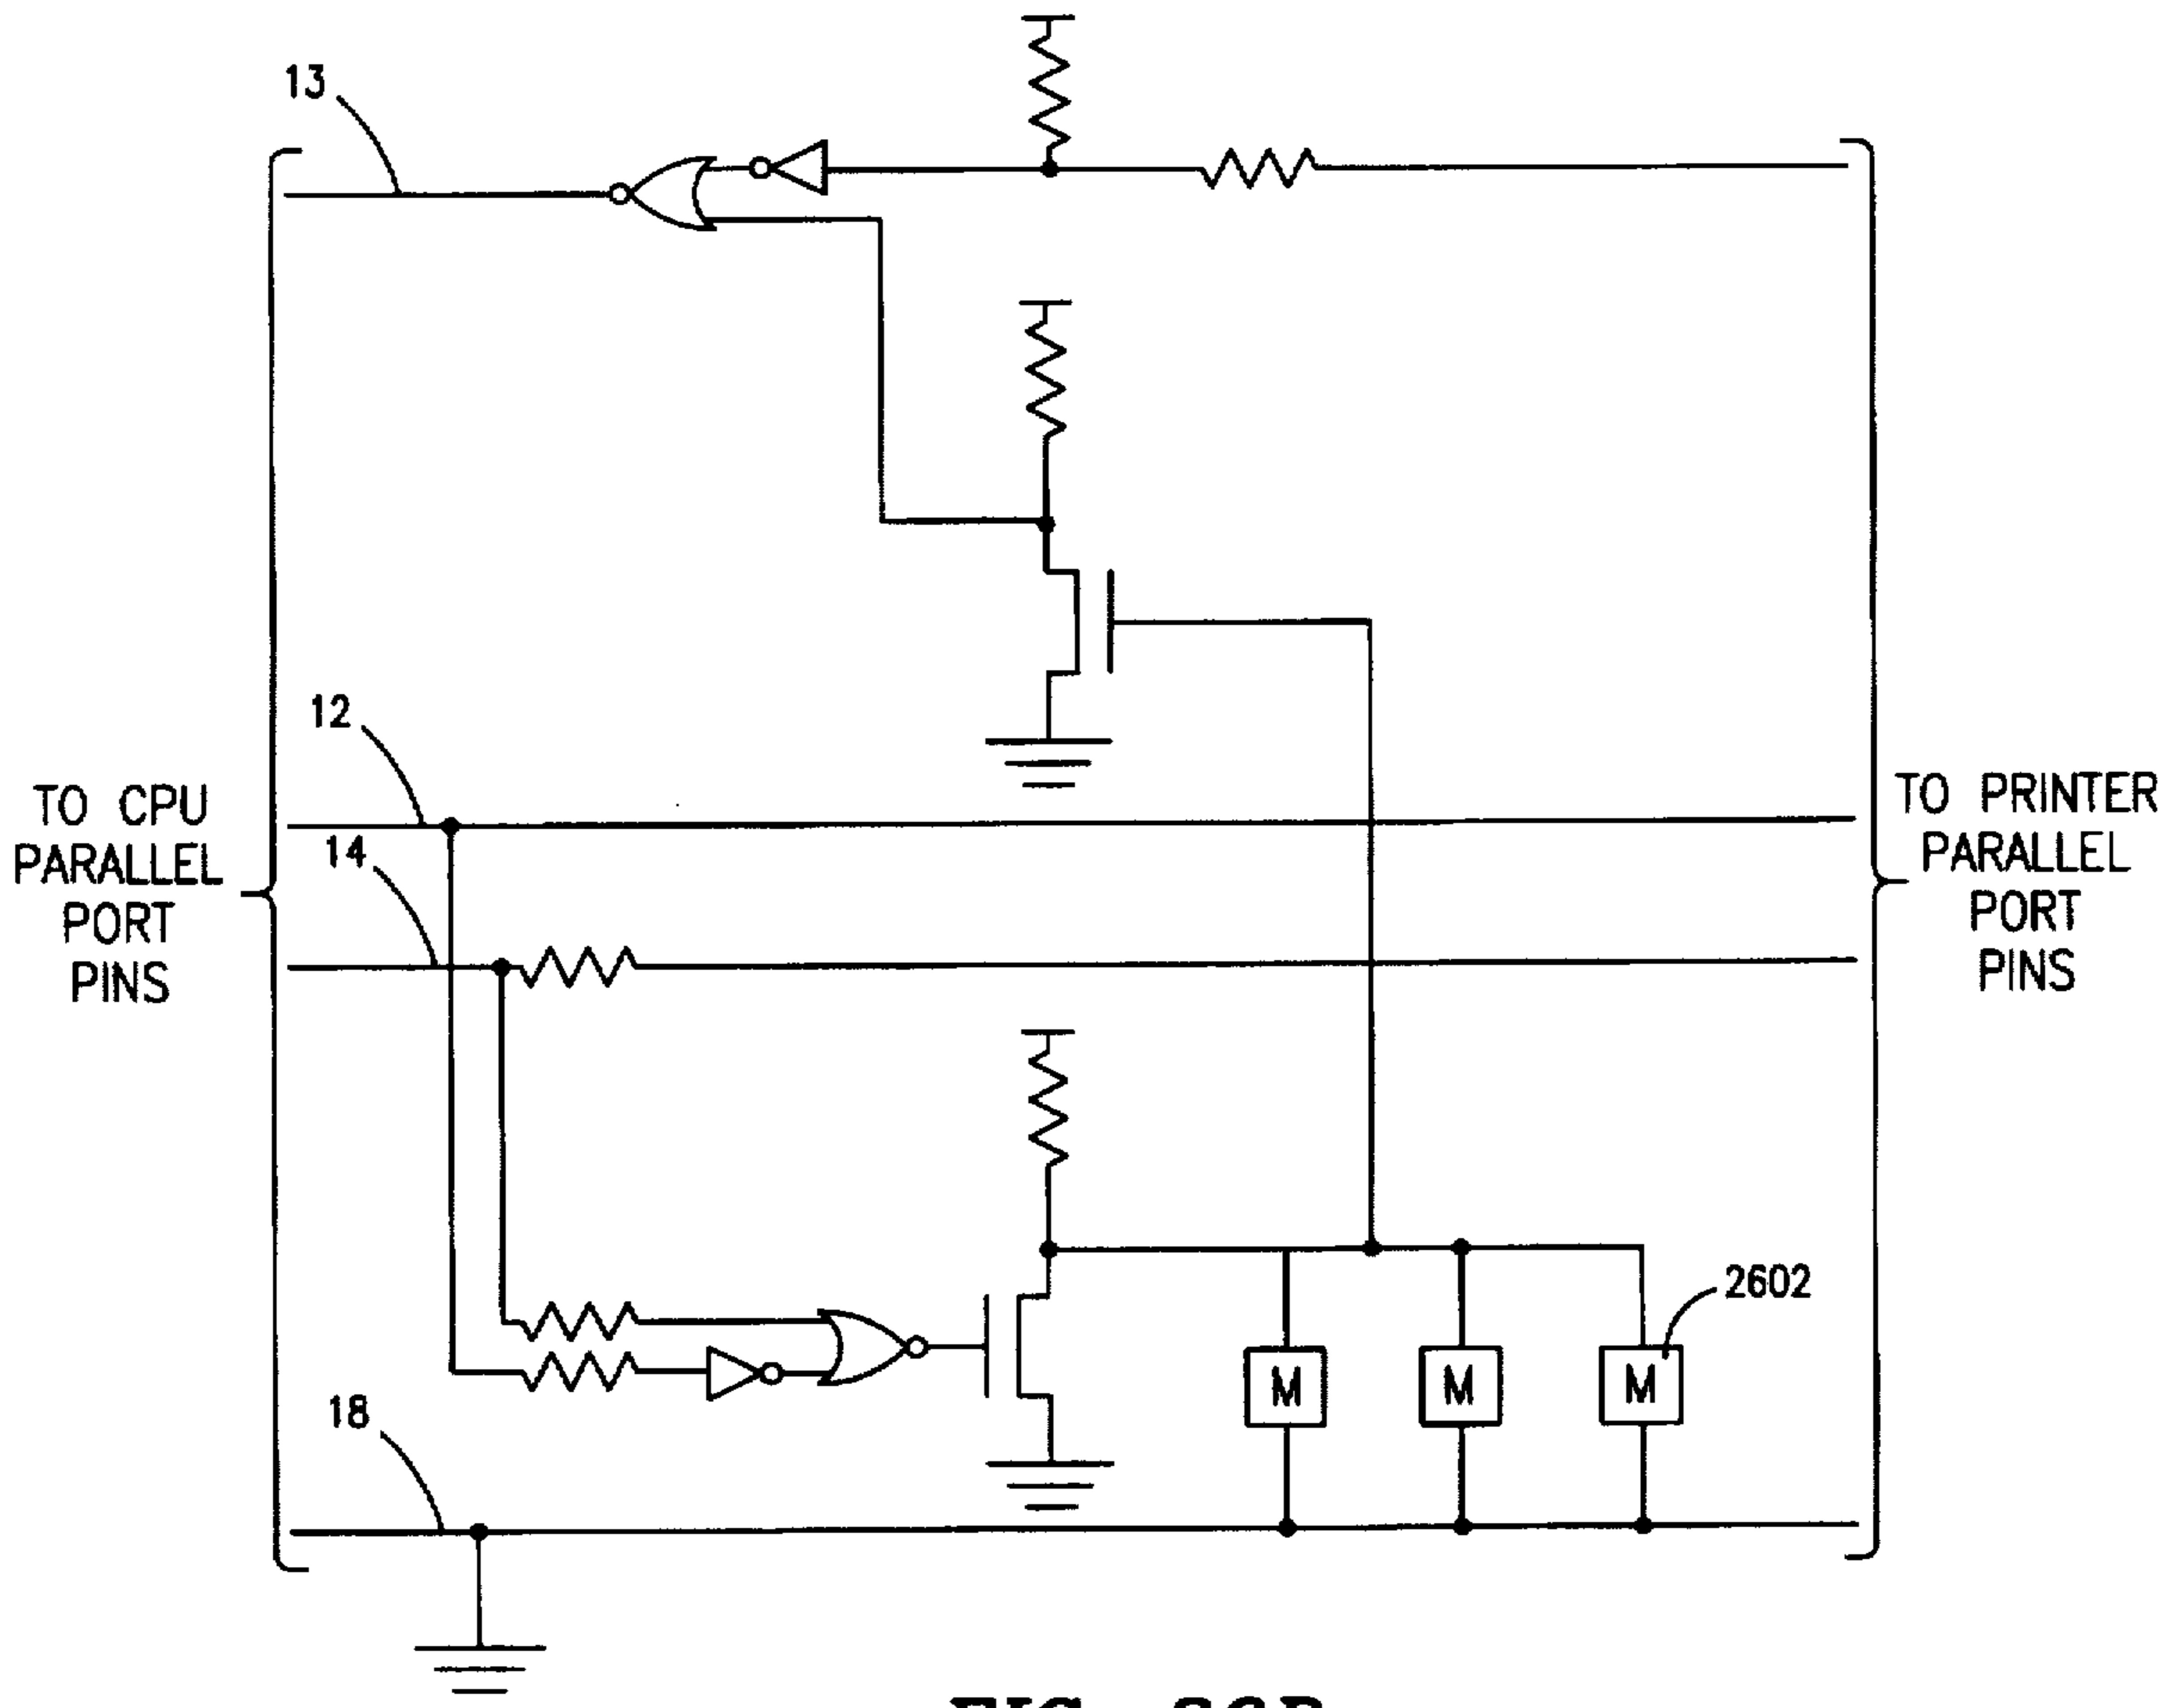 13
12
TO CPU
PARALLEL
PORT
PINS
14
TO PRINTER
PARALLEL
PORT
PINS
2602
M
M
M
18